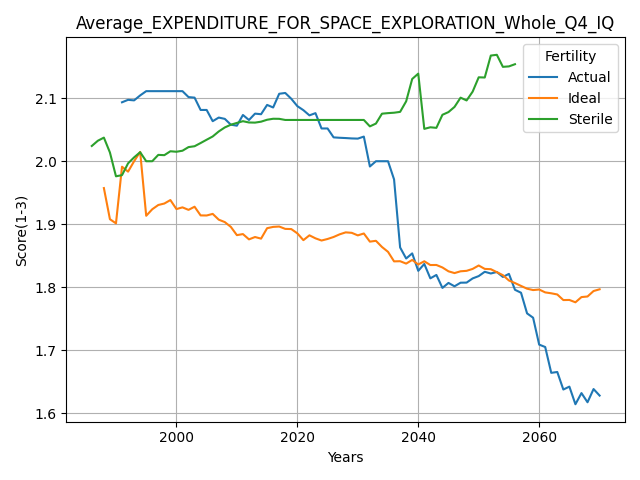 Average_EXPENDITURE_FOR_SPACE_EXPLORATION_Whole_Q4_IQ
Fertility
Actual
Ideal
Sterile
Score(1-3)
2.1
2.0
1.9
1.8
1.7
1.6
2000
2020
2040
2060
Years